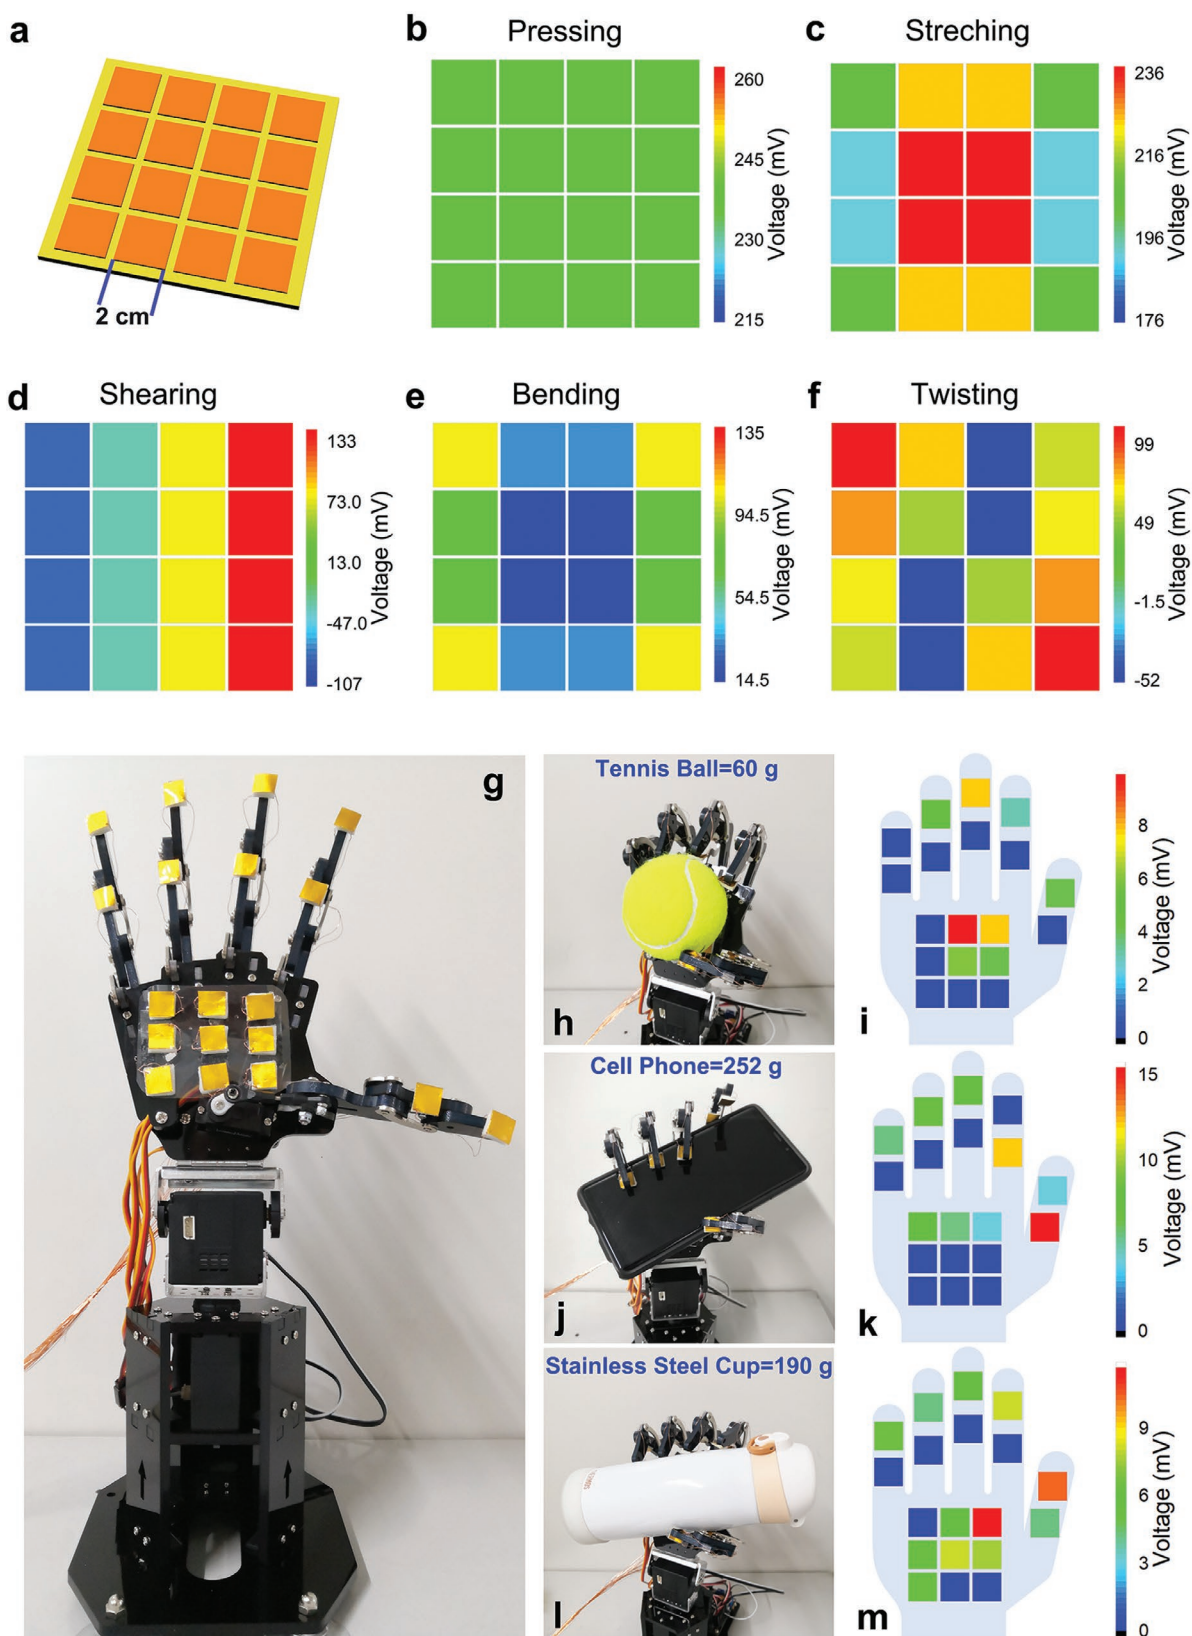 a
2 cm
b
Pressing
260
245
230
215
Voltage (mV)
c
Streching
236
216
196
176
Voltage (mV)
d
Shearing
133
73.0
13.0
-47.0
-107
Voltage (mV)
e
Bending
135
94.5
54.5
14.5
Voltage (mV)
f
Twisting
99
49
-1.5
-52
Voltage (mV)
g
Tennis Ball=60 g
h
i
8
6
4
2
0
Voltage (mV)
Cell Phone=252 g
j
k
15
10
5
0
Voltage (mV)
Stainless Steel Cup=190 g
l
m
9
6
3
0
Voltage (mV)